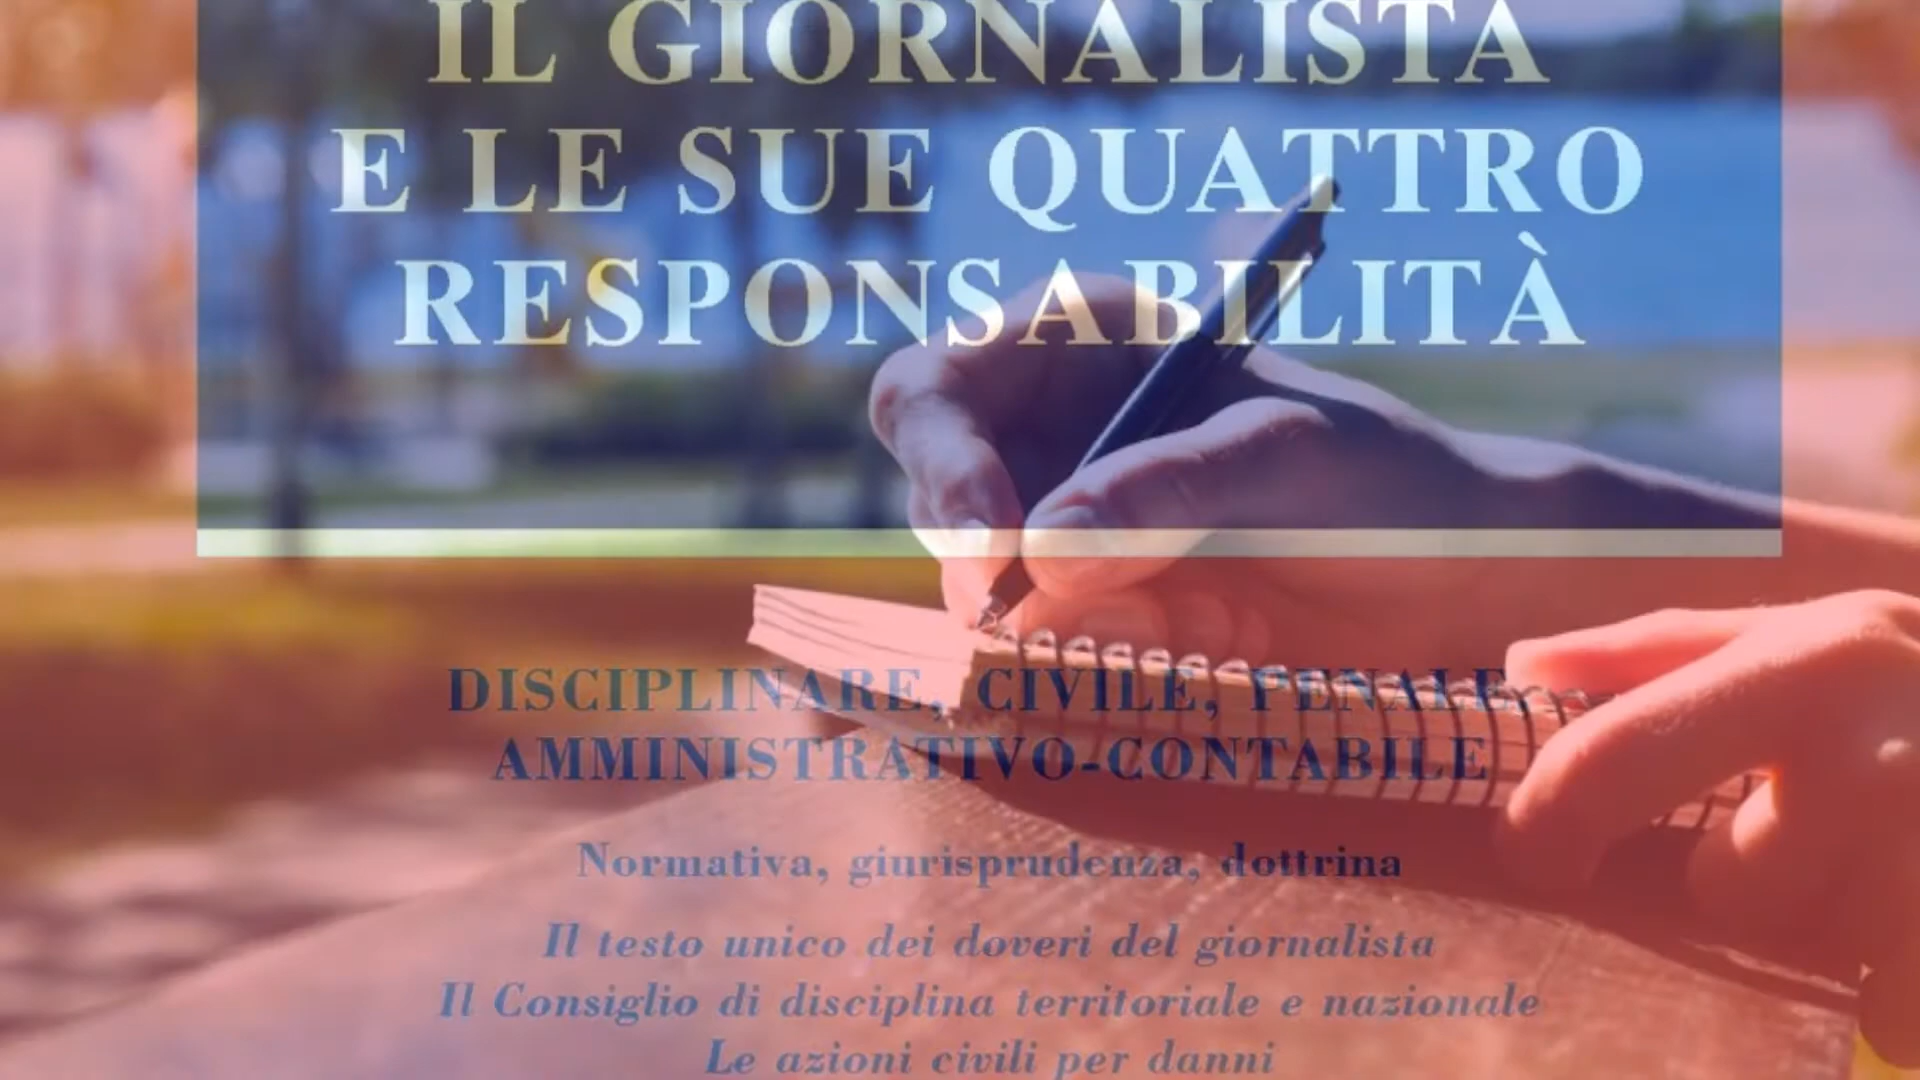 IL GIORNALISTA
E LE SUE QUATTRO
RESPONSABILITÀ
DISCIPLINARE, CIVILE, PENALE,
AMMINISTRATIVO-CONTABILE
Normativa, giurisprudenza, dottrina
Il testo unico dei doveri del giornalista
Il Consiglio di disciplina territoriale e nazionale
Le azioni civili per danni